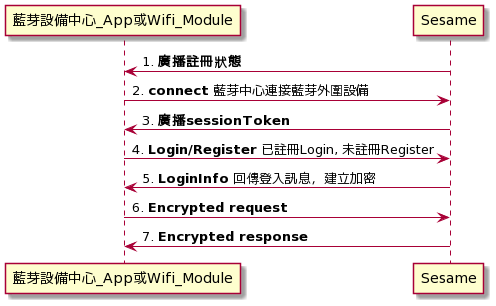 藍芽設備中心_App或Wifi_Module
Sesame
1. 廣播註冊狀態
2. connect 藍芽中心連接藍芽外圍設備
3. 廣播sessionToken
4. Login/Register 已註冊Login, 未註冊Register
5. LoginInfo 回傳登入訊息，建立加密
6. Encrypted request
7. Encrypted response
藍芽設備中心_App或Wifi_Module
Sesame